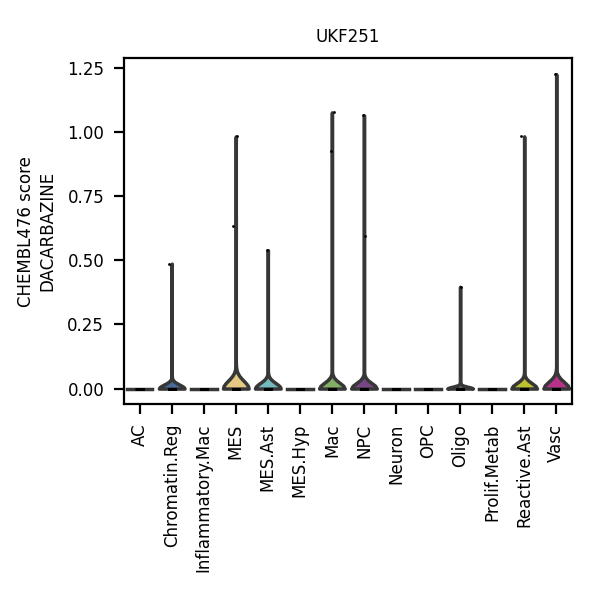 UKF251
CHEMBL476 score
DACARBAZINE
1.25
1.00
0.75
0.50
0.25
0.00
AC
Chromatin.Reg
Inflammatory.Mac
MES
MES.Ast
MES.Hyp
Mac
NPC
Neuron
OPC
Oligo
Prolif.Metab
Reactive.Ast
Vasc